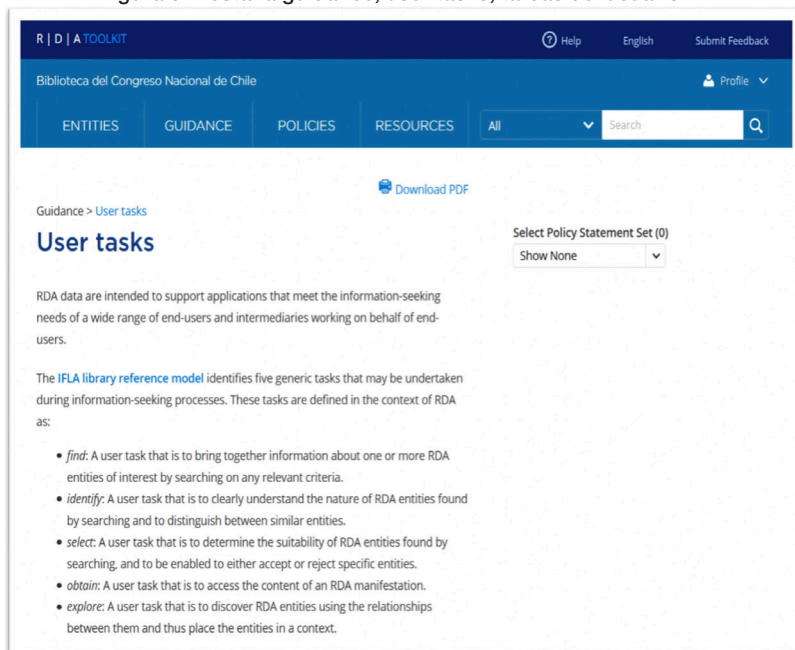 R | D | A TOOLKIT
? Help English Submit Feedback
Biblioteca del Congreso Nacional de Chile
Profile
ENTITIES GUIDANCE POLICIES RESOURCES All Search
Download PDF
Guidance > User tasks
User tasks
Select Policy Statement Set (0)
Show None
RDA data are intended to support applications that meet the information-seeking
needs of a wide range of end-users and intermediaries working on behalf of end-
users.
The IFLA library reference model identifies five generic tasks that may be undertaken
during information-seeking processes. These tasks are defined in the context of RDA
as:
• find: A user task that is to bring together information about one or more RDA
entities of interest by searching on any relevant criteria.
• identify: A user task that is to clearly understand the nature of RDA entities found
by searching and to distinguish between similar entities.
• select: A user task that is to determine the suitability of RDA entities found by
searching, and to be enabled to either accept or reject specific entities.
• obtain: A user task that is to access the content of an RDA manifestation.
• explore: A user task that is to discover RDA entities using the relationships
between them and thus place the entities in a context.